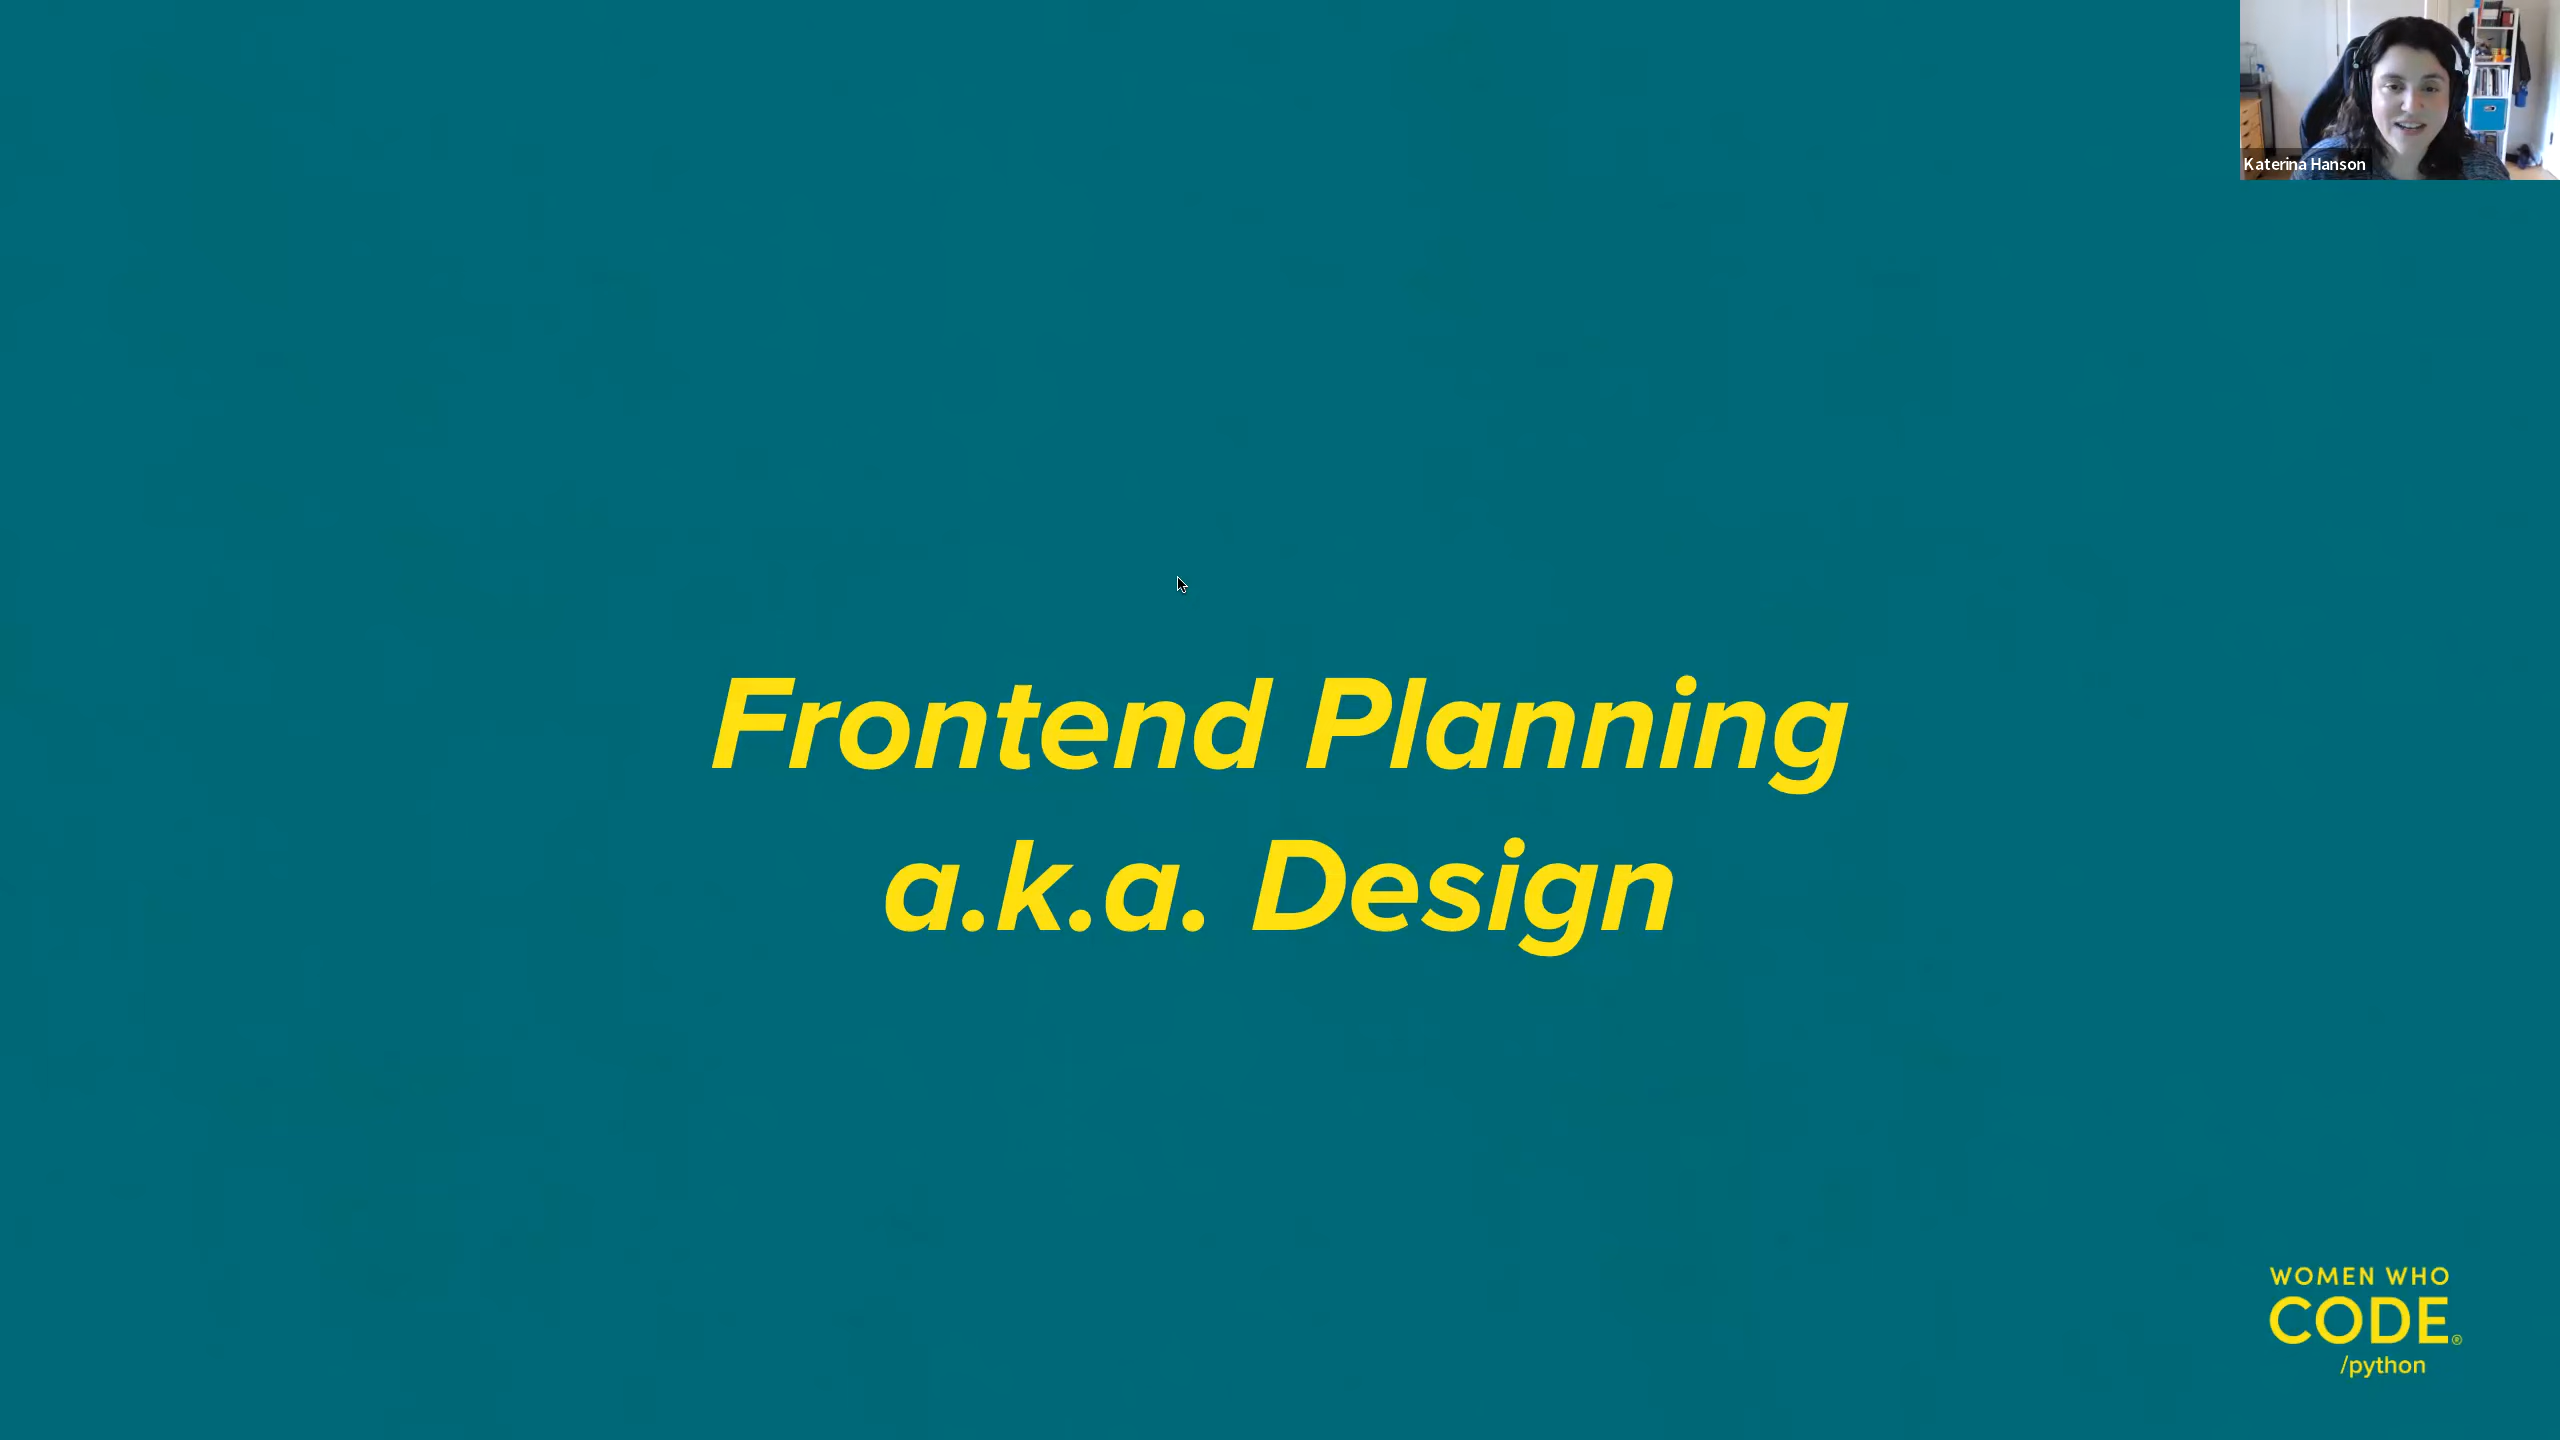 Katerina Hanson
Frontend Planning
a.k.a. Design
WOMEN WHO
CODE®
/python